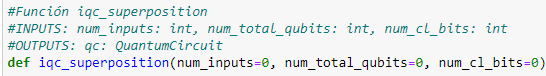 #Función iqc_superposition
#INPUTS: num_inputs: int, num_total_qubits: int, num_cl_bits: int
#OUTPUTS: qc: QuantumCircuit
def iqc_superposition(num_inputs=0, num_total_qubits=0, num_cl_bits=0)